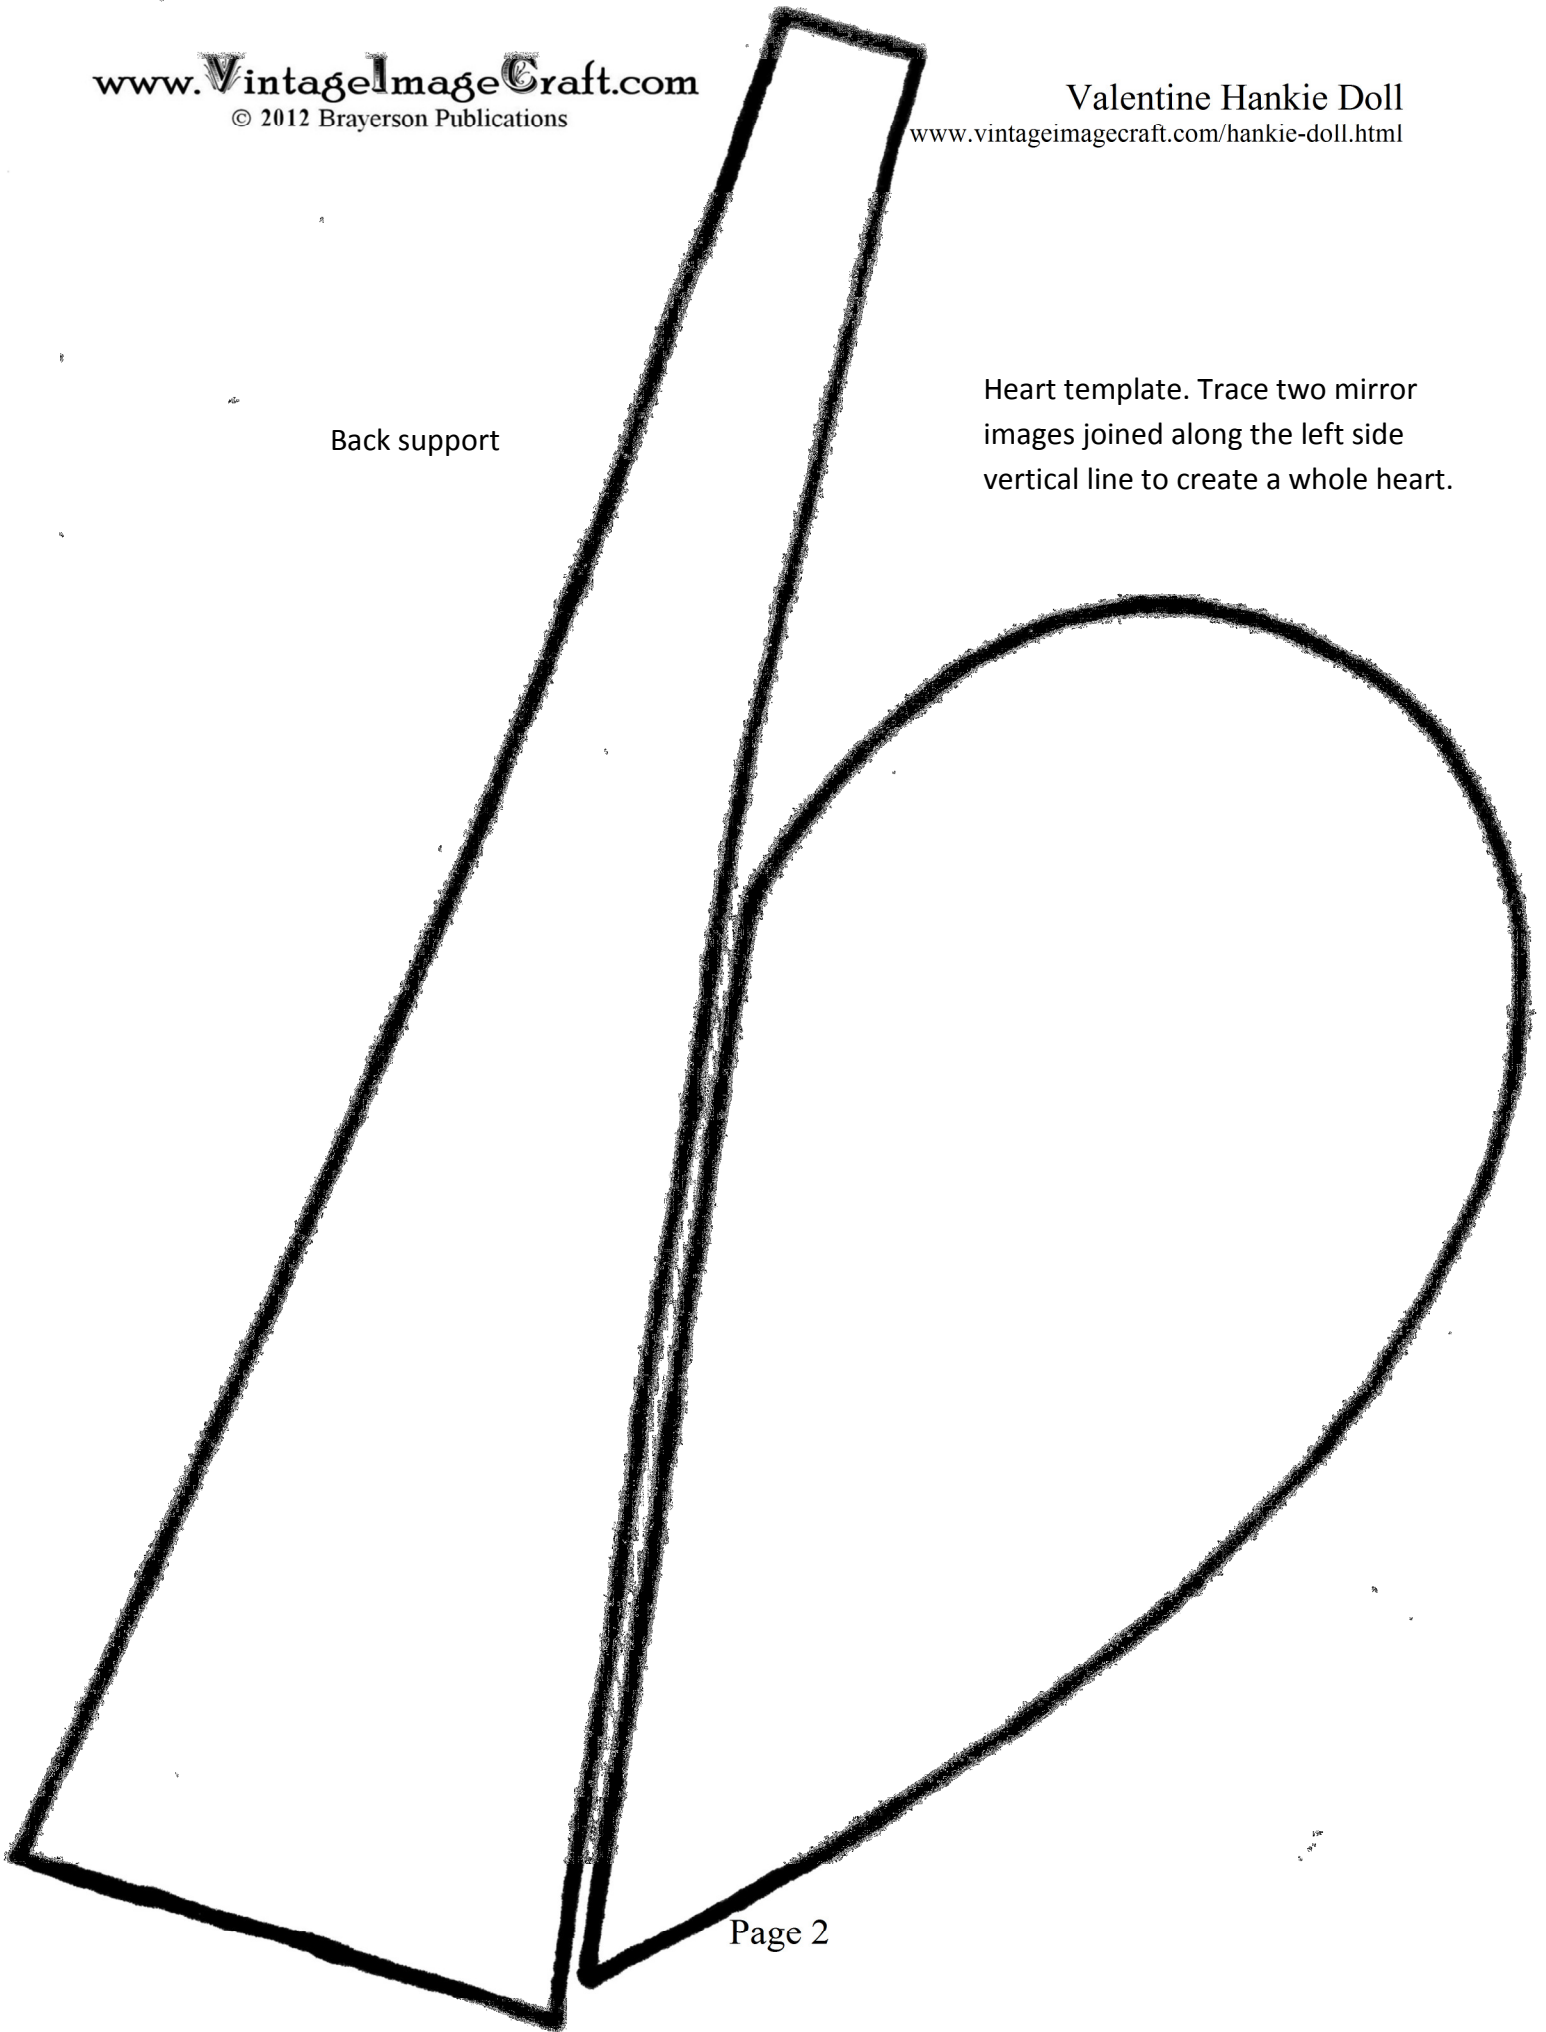 www.VintageImageCraft.com
© 2012 Brayerson Publications
Valentine Hankie Doll
www.vintageimagecraft.com/hankie-doll.html
Back support
Heart template. Trace two mirror
images joined along the left side
vertical line to create a whole heart.
Page 2